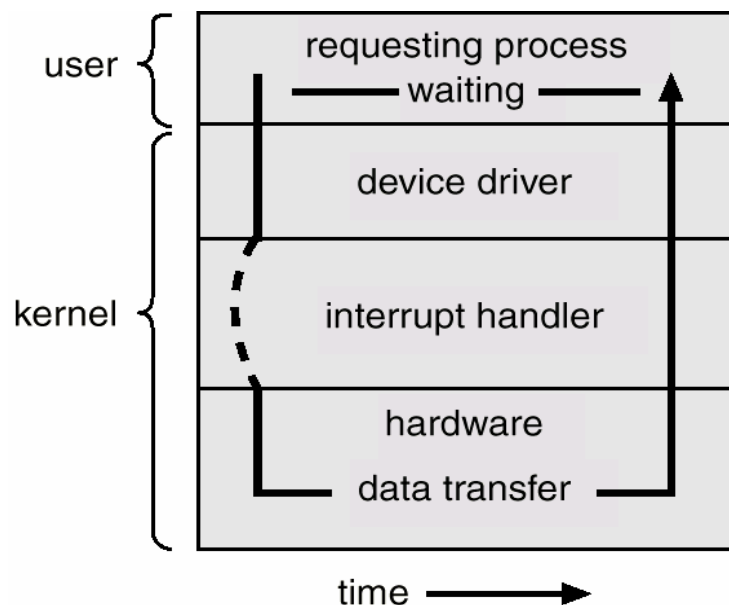 requesting process
user
waiting
device driver
kernel
interrupt handler
hardware
data transfer
time